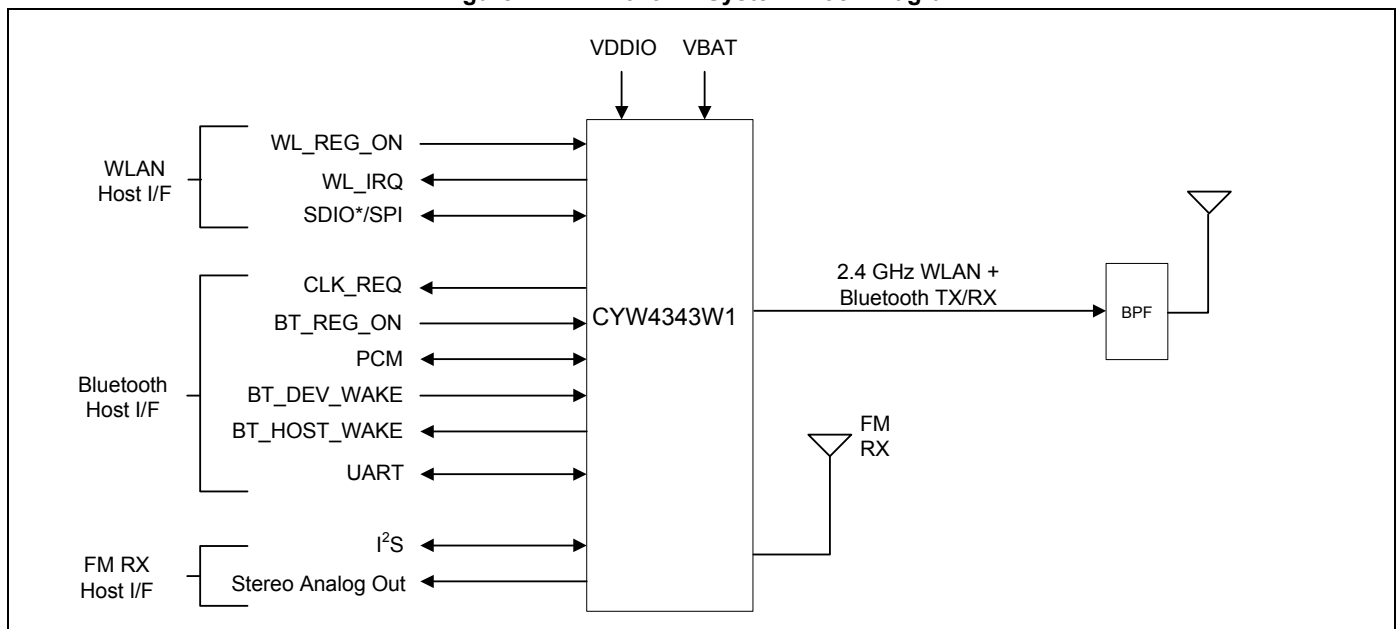 VDDIO VBAT
WLAN
Host I/F
WL_REG_ON
WL_IRQ
SDIO*/SPI
Bluetooth
Host I/F
CLK_REQ
BT_REG_ON
PCM
BT_DEV_WAKE
BT_HOST_WAKE
UART
FM RX
Host I/F
I²S
Stereo Analog Out
CYW4343W1
2.4 GHz WLAN +
Bluetooth TX/RX
BPF
FM
RX